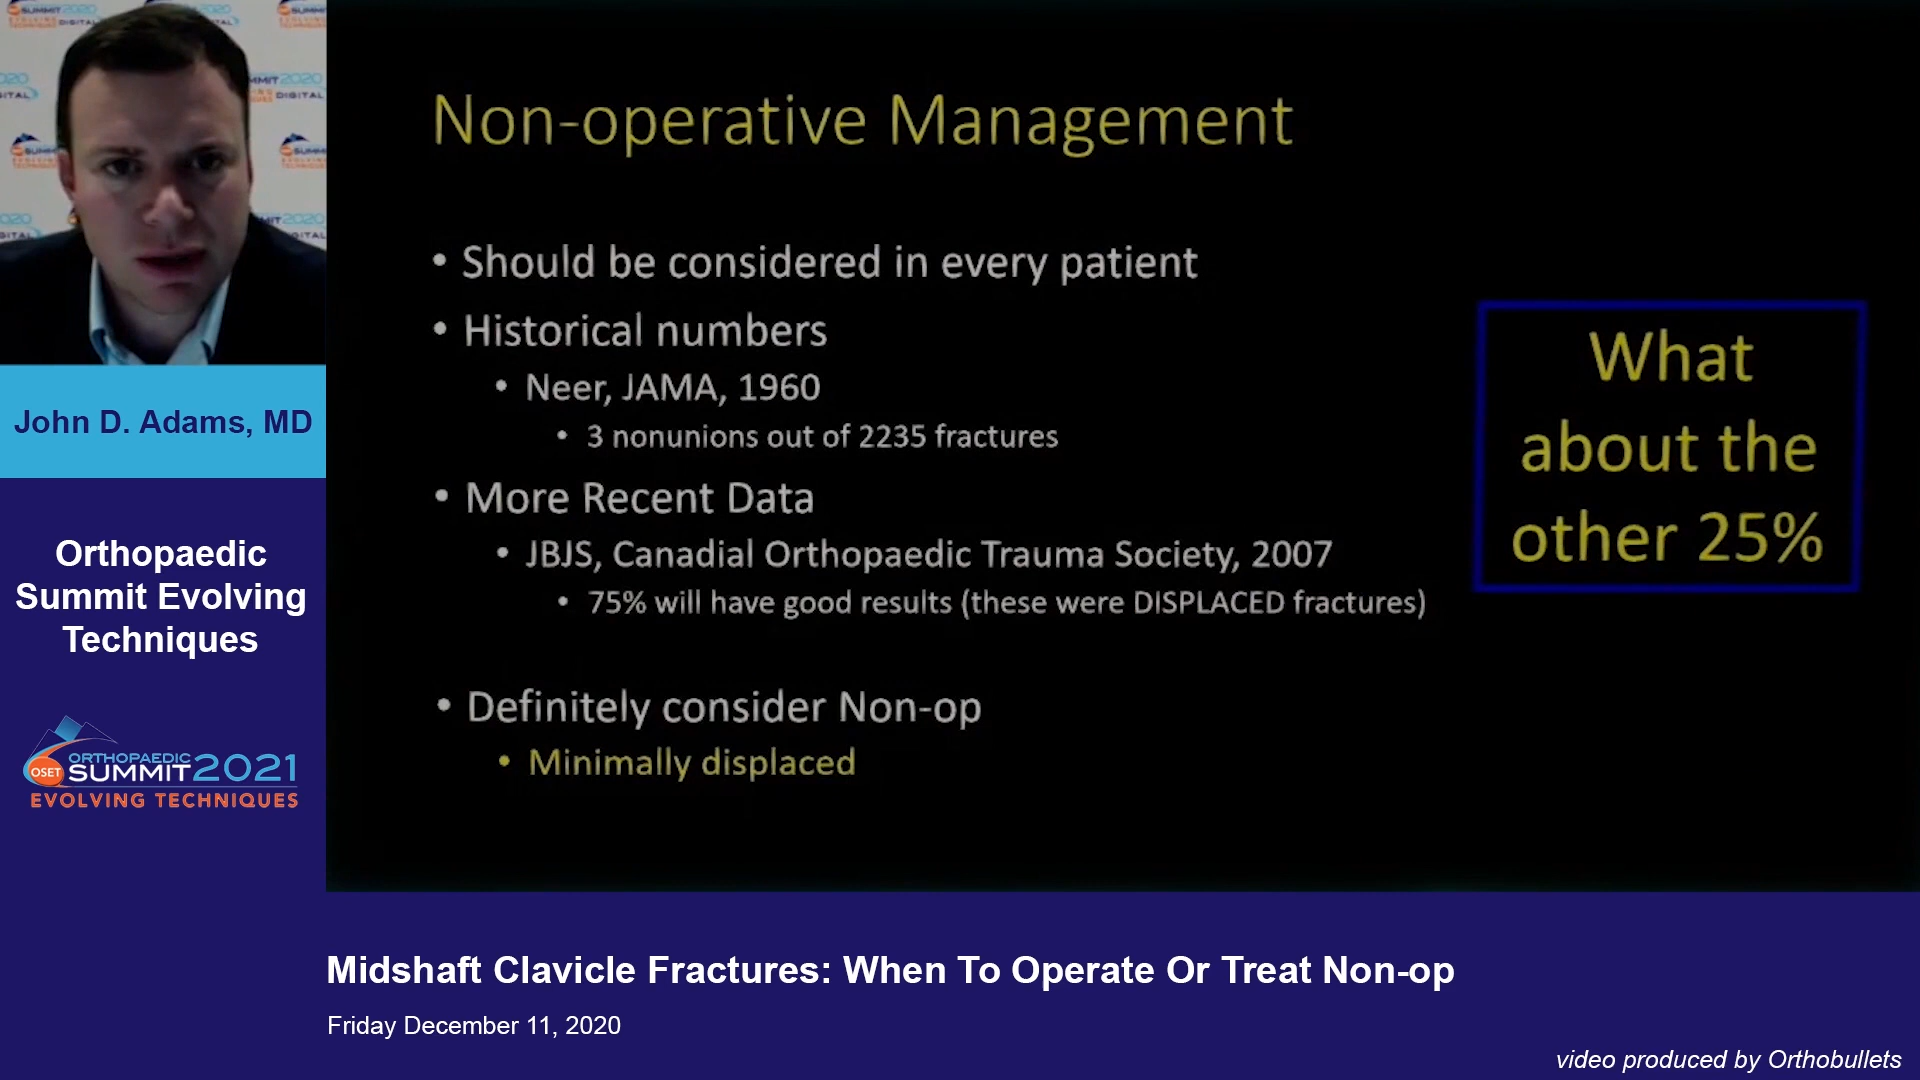 Non-operative Management
• Should be considered in every patient
• Historical numbers
• Neer, JAMA, 1960
• 3 nonunions out of 2235 fractures
• More Recent Data
• JBJS, Canadial Orthopaedic Trauma Society, 2007
• 75% will have good results (these were DISPLACED fractures)
• Definitely consider Non-op
• Minimally displaced
What
about the
other 25%
John D. Adams, MD
Orthopaedic
Summit Evolving
Techniques
OSET
ORTHOPAEDIC
SUMMIT 2021
EVOLVING TECHNIQUES
Midshaft Clavicle Fractures: When To Operate Or Treat Non-op
Friday December 11, 2020
video produced by Orthobullets